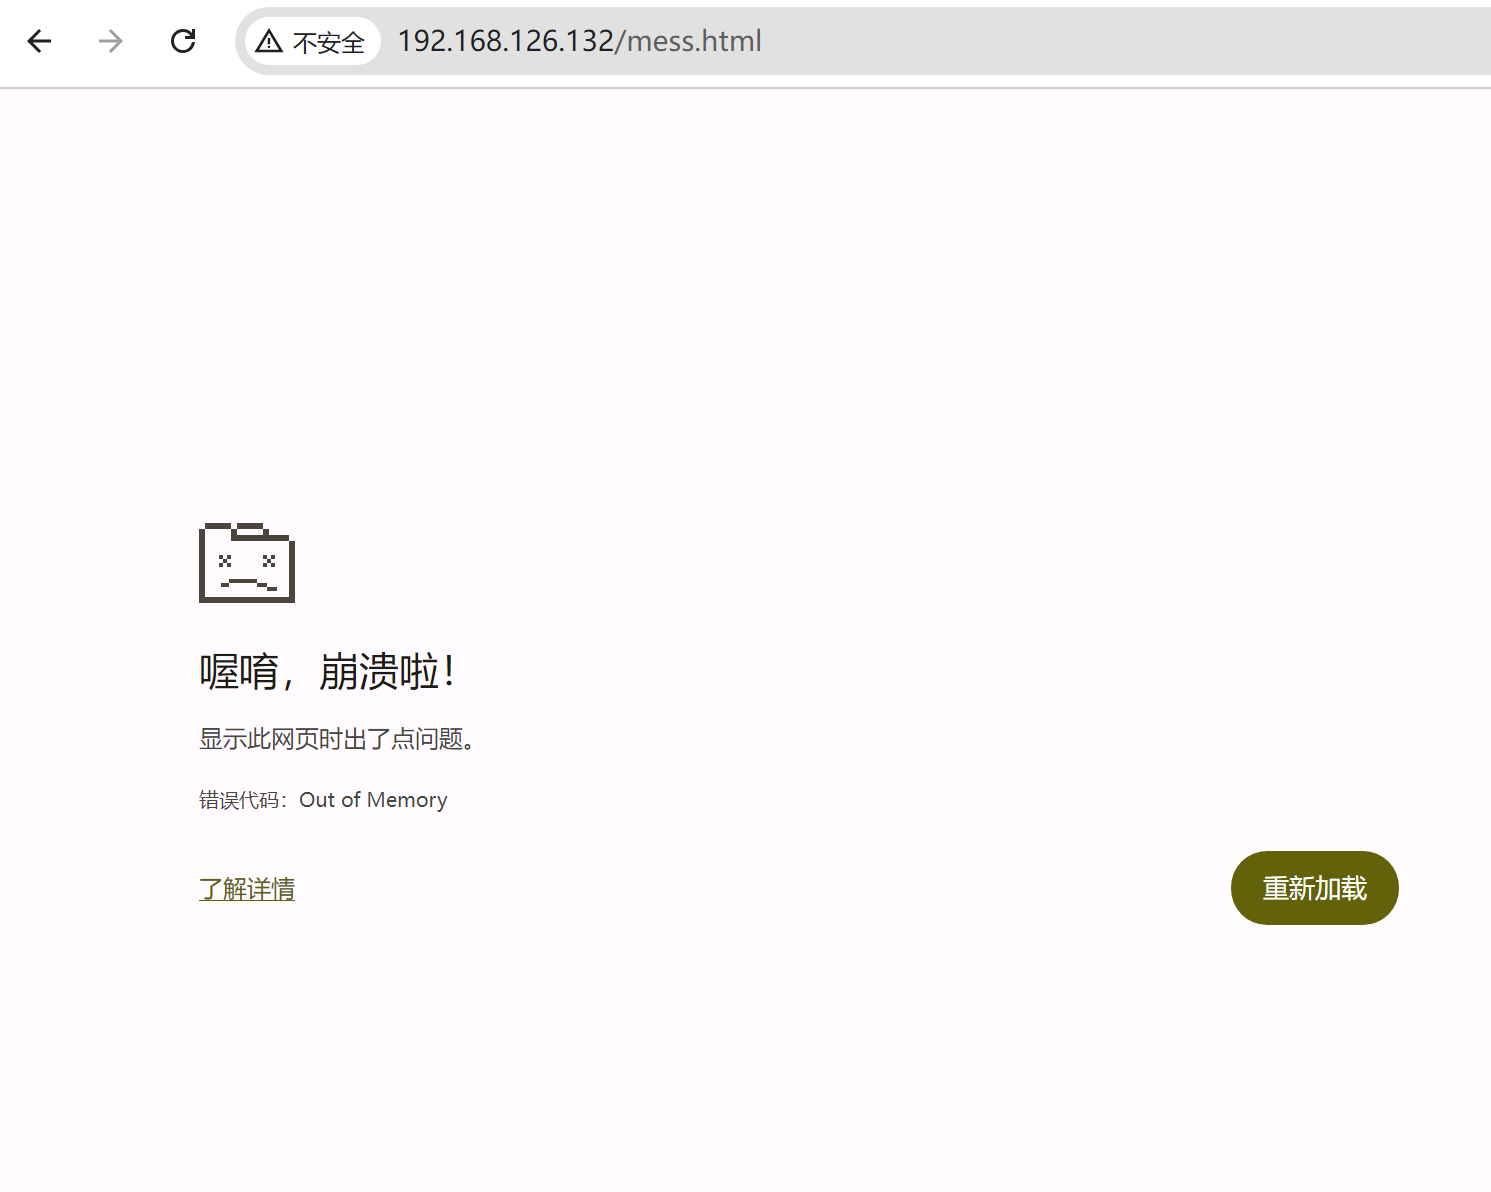 不安全 192.168.126.132/mess.html
喔唷，崩溃啦！
显示此网页时出了点问题。
错误代码：Out of Memory
了解详情
重新加载